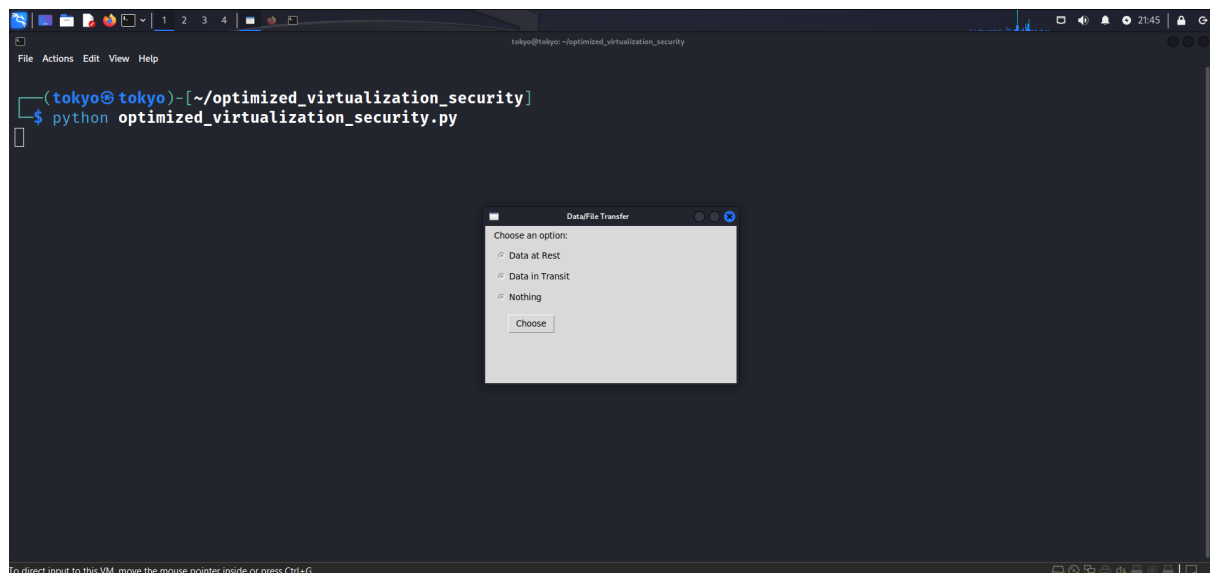 1 2 3 4
21:45
tokyo@tokyo: ~/optimized_virtualization_security
File Actions Edit View Help
(tokyo㉿tokyo)-[~/optimized_virtualization_security]
$ python optimized_virtualization_security.py
Data/File Transfer
Choose an option:
Data at Rest
Data in Transit
Nothing
Choose
To direct input to this VM, move the mouse pointer inside or press Ctrl+G.